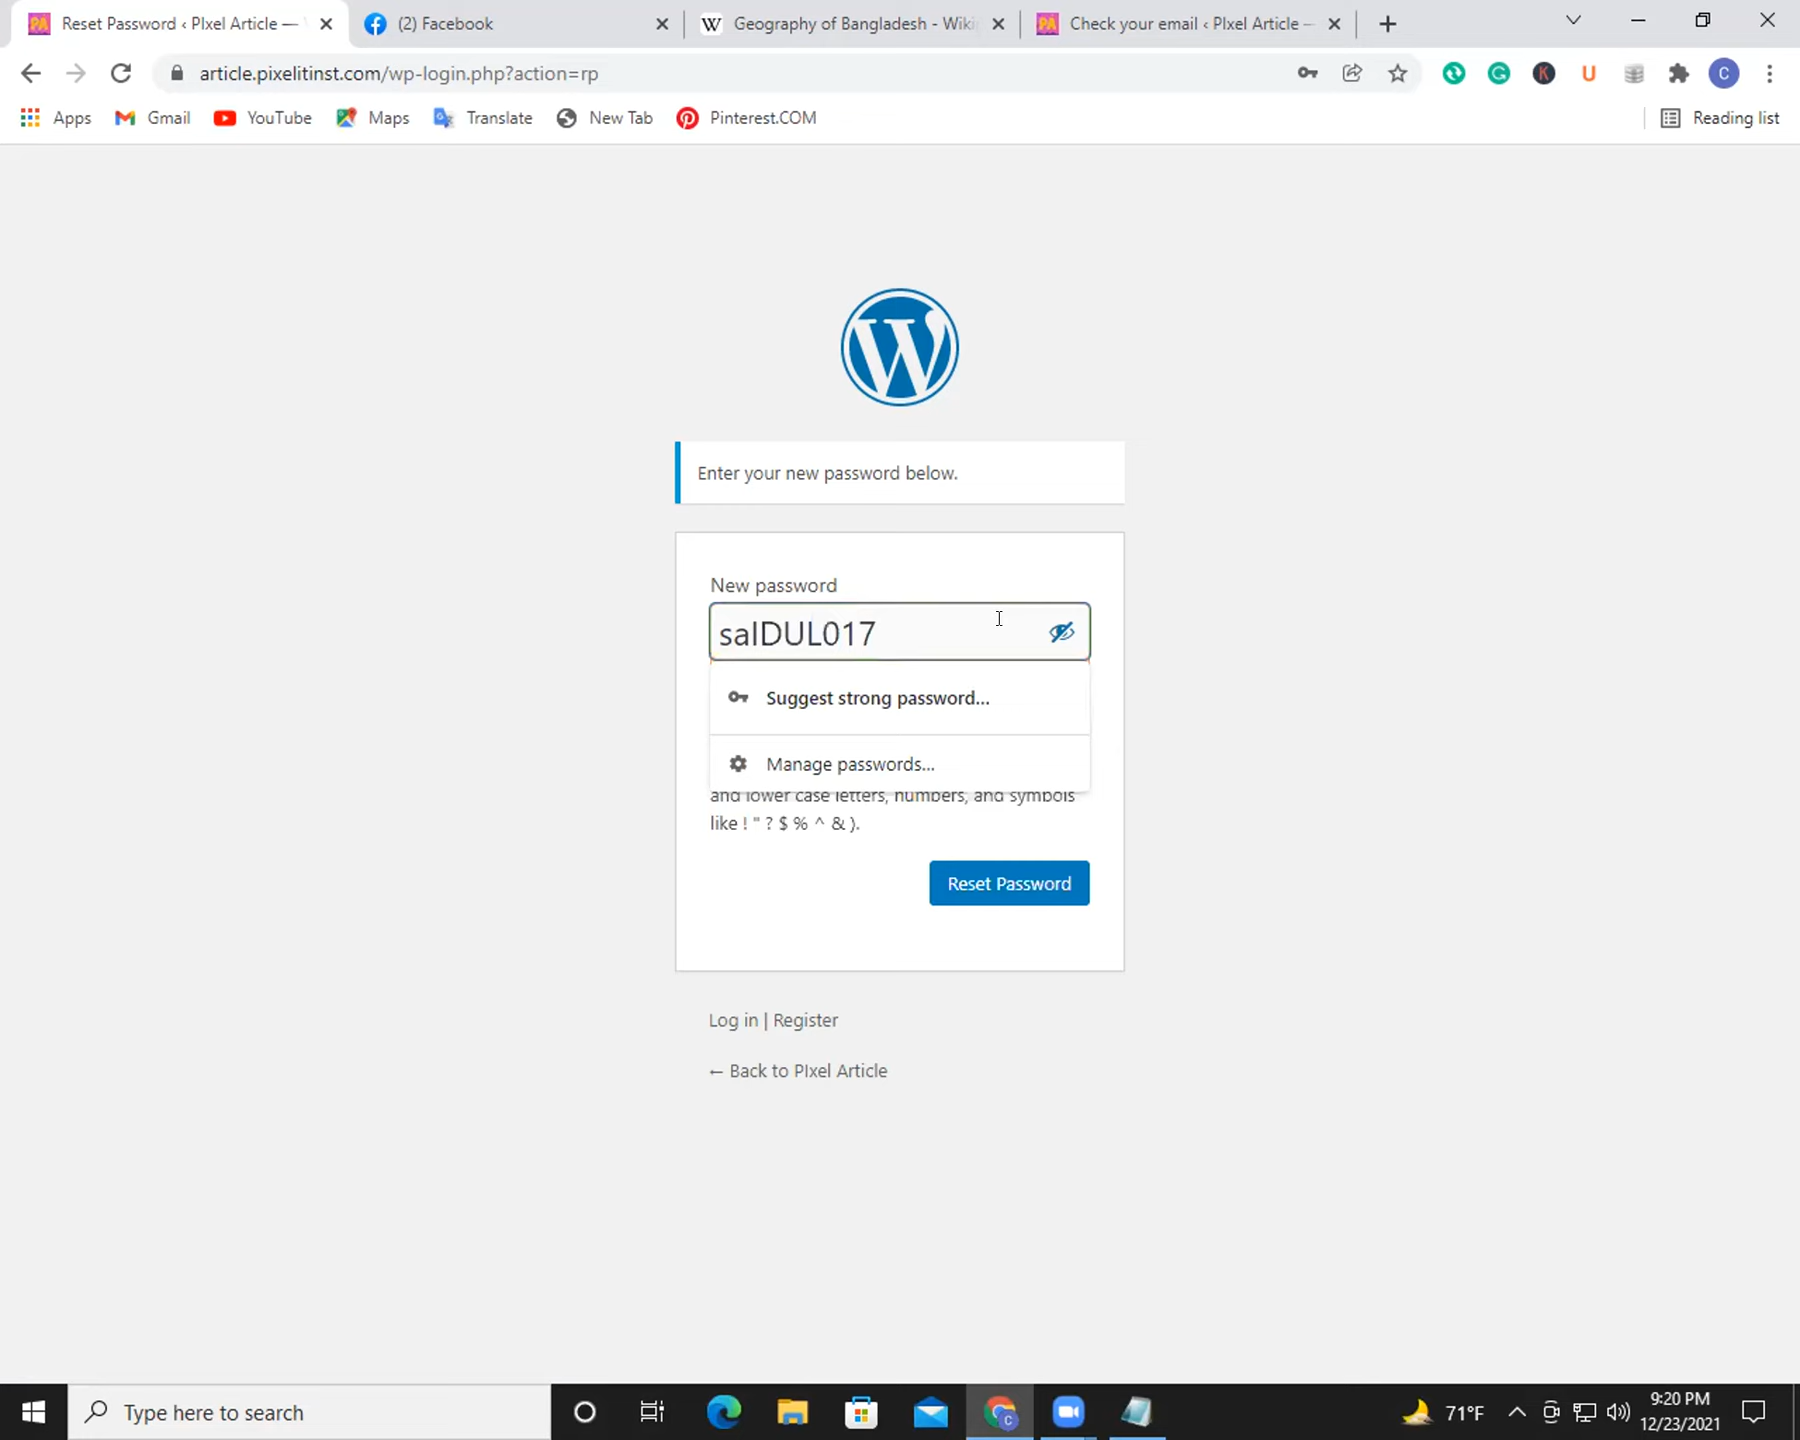 Reset Password ‹ PIxel Article —
(2) Facebook
Geography of Bangladesh - Wiki
Check your email ‹ PIxel Article —
article.pixelitinst.com/wp-login.php?action=rp
C
Apps
Gmail
YouTube
Maps
Translate
New Tab
Pinterest.COM
Reading list
Enter your new password below.
New password
saIDUL017
Suggest strong password...
Manage passwords...
and lower case letters, numbers, and symbols
like ! " ? $ % ^ & ).
Reset Password
Log in | Register
← Back to PIxel Article
Type here to search
71°F
9:20 PM
12/23/2021